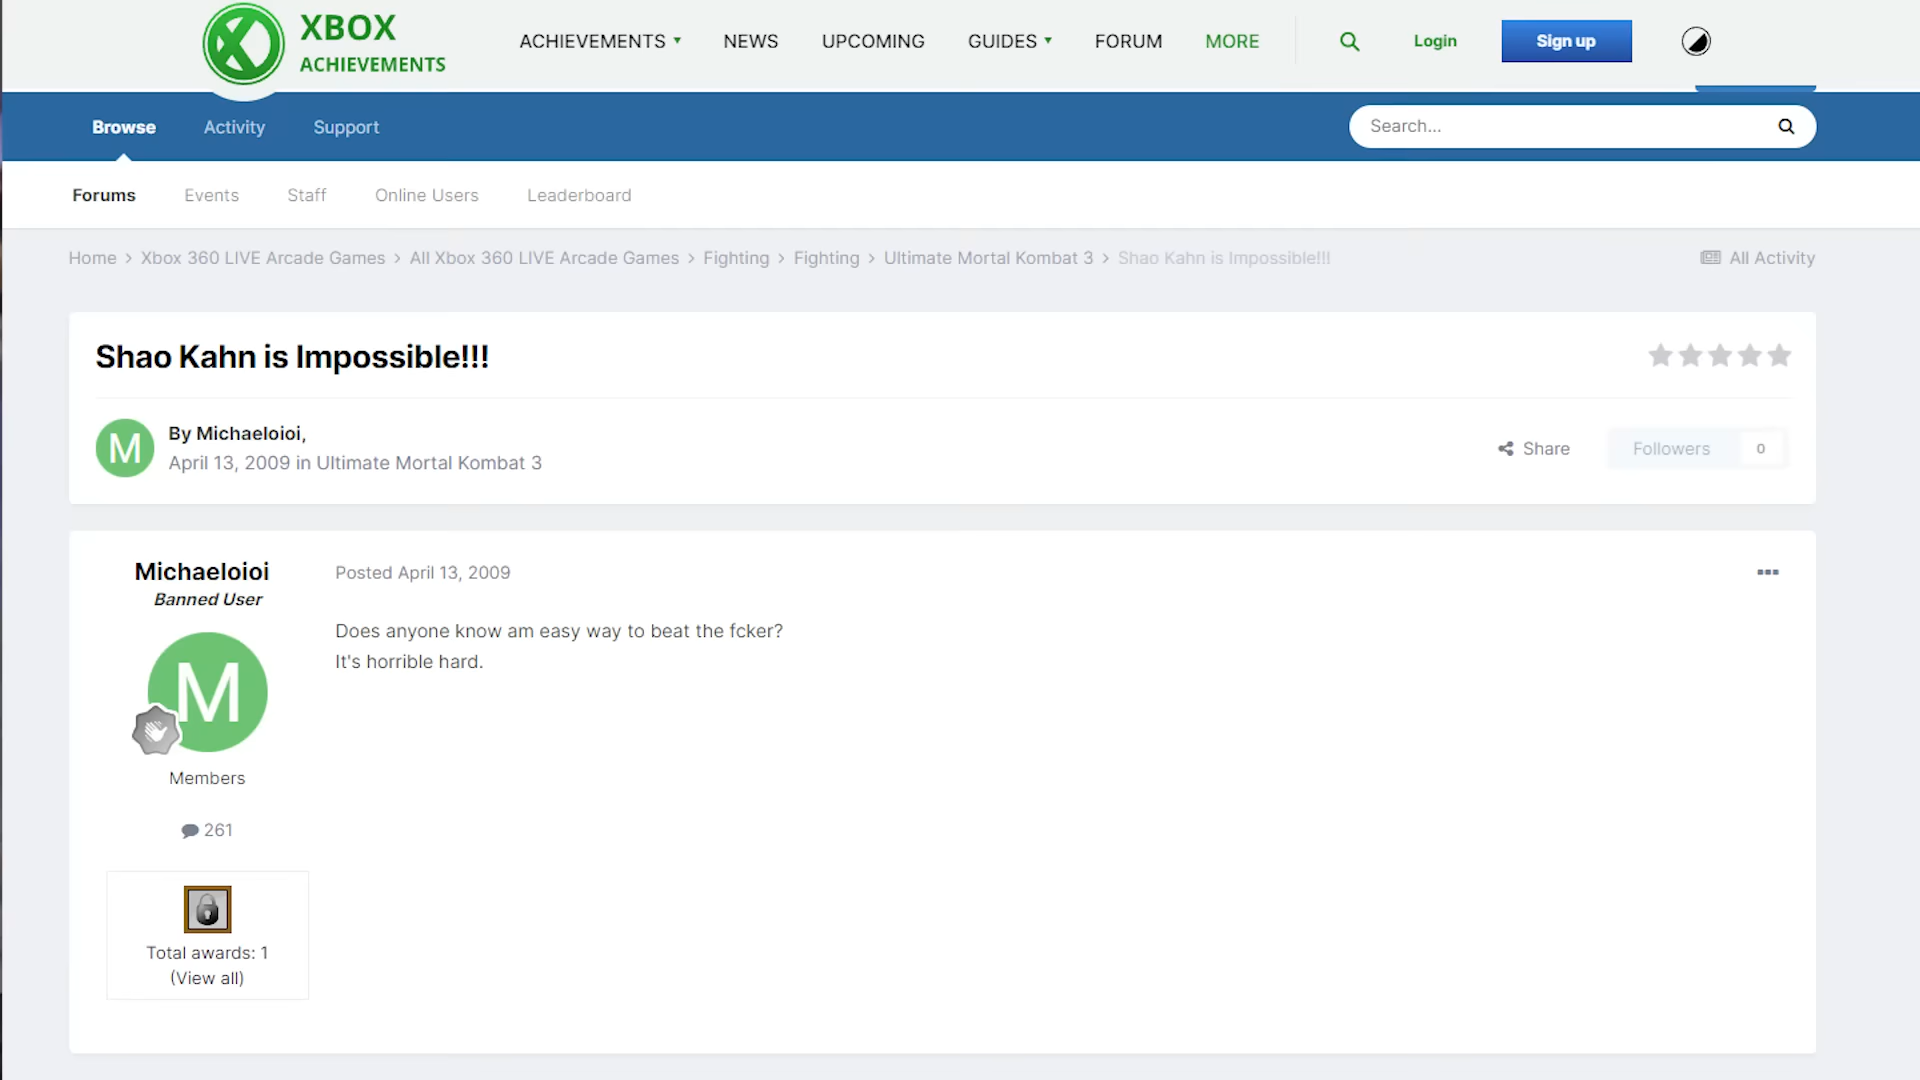 XBOX
ACHIEVEMENTS
ACHIEVEMENTS NEWS UPCOMING GUIDES FORUM MORE Login Sign up
Browse Activity Support Search...
Forums Events Staff Online Users Leaderboard
Home > Xbox 360 LIVE Arcade Games > All Xbox 360 LIVE Arcade Games > Fighting > Fighting > Ultimate Mortal Kombat 3 > Shao Kahn is Impossible!!! All Activity
Shao Kahn is Impossible!!!
M
By Michaeloioi,
April 13, 2009 in Ultimate Mortal Kombat 3
Share Followers 0
Michaeloioi
Banned User
Posted April 13, 2009
Does anyone know am easy way to beat the fcker?
It's horrible hard.
M
Members
261
Total awards: 1
(View all)